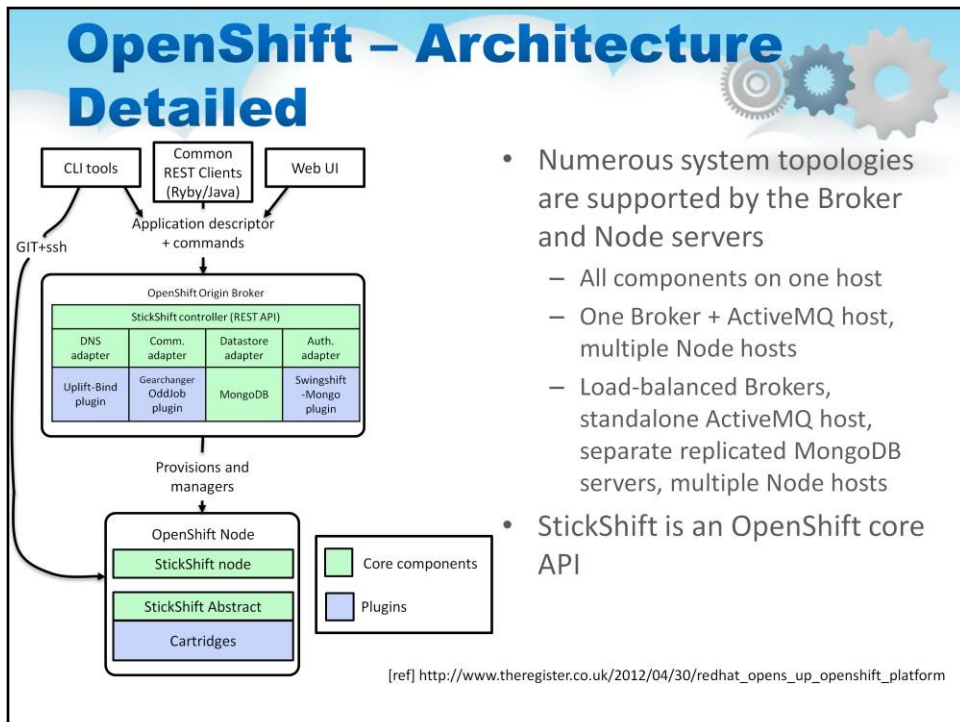 OpenShift – Architecture
Detailed
CLI tools
Common
REST Clients
(Ryby/Java)
Web UI
GIT+ssh
Application descriptor
+ commands
OpenShift Origin Broker
StickShift controller (REST API)
DNS
adapter
Comm.
adapter
Datastore
adapter
Auth.
adapter
Uplift-Bind
plugin
Gearchanger
OddJob
plugin
MongoDB
Swingshift
-Mongo
plugin
Provisions and
managers
OpenShift Node
StickShift node
StickShift Abstract
Cartridges
Core components
Plugins
• Numerous system topologies
are supported by the Broker
and Node servers
– All components on one host
– One Broker + ActiveMQ host,
multiple Node hosts
– Load-balanced Brokers,
standalone ActiveMQ host,
separate replicated MongoDB
servers, multiple Node hosts
• StickShift is an OpenShift core
API
[ref] http://www.theregister.co.uk/2012/04/30/redhat_opens_up_openshift_platform